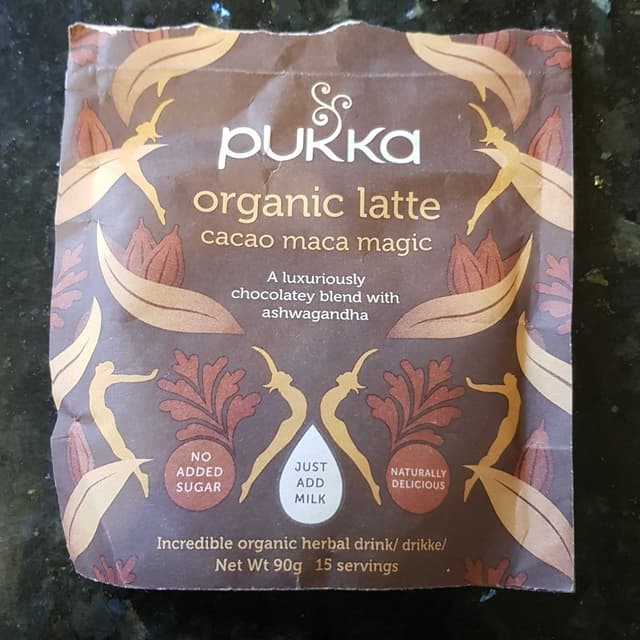 pukka
organic latte
cacao maca magic
A luxuriously
chocolatey blend with
ashwagandha
NO
ADDED
SUGAR
JUST
ADD
MILK
NATURALLY
DELICIOUS
Incredible organic herbal drink/ drikke/
Net Wt 90g 15 servings